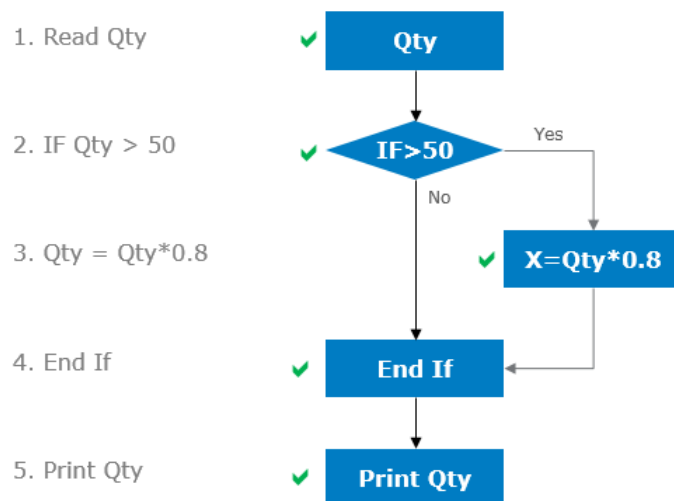 1. Read Qty
Qty
2. IF Qty > 50
IF>50
Yes
No
3. Qty = Qty*0.8
X=Qty*0.8
4. End If
End If
5. Print Qty
Print Qty